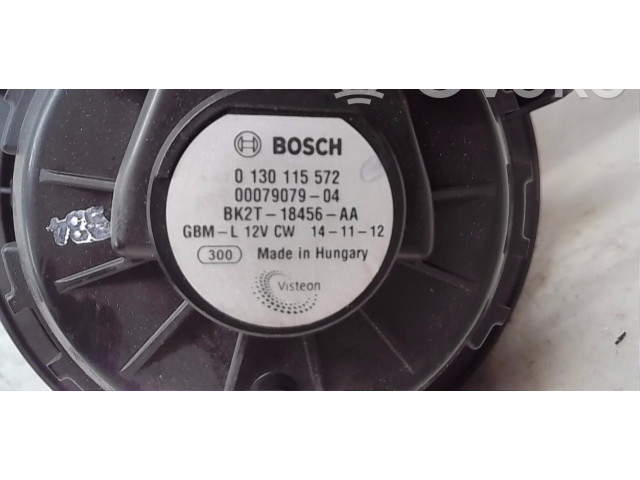 BOSCH
0 130 115 572
00079079-04
BK2T-18456-AA
GBM-L 12V CW 14-11-12
300 Made in Hungary
Visteon